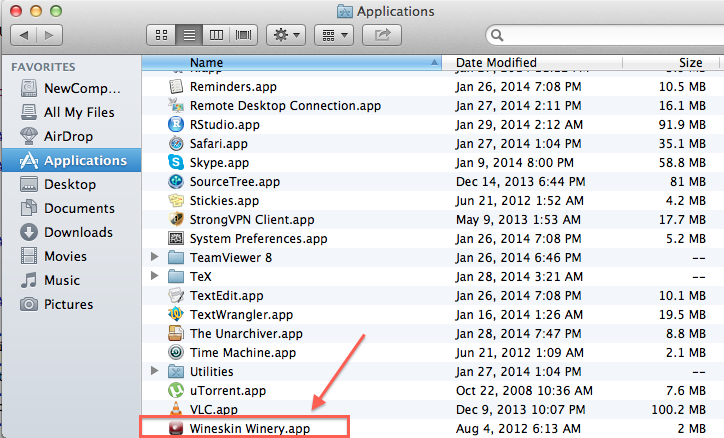 Applications
FAVORITES
NewComp...
All My Files
AirDrop
Applications
Desktop
Documents
Downloads
Movies
Music
Pictures
Name Date Modified Size
Reminders.app Jan 26, 2014 7:08 PM 10.5 MB
Remote Desktop Connection.app Jan 27, 2014 2:11 PM 16.1 MB
RStudio.app Jan 29, 2014 2:12 AM 91.9 MB
Safari.app Jan 27, 2014 1:04 PM 35.1 MB
Skype.app Jan 9, 2014 8:00 PM 58.8 MB
SourceTree.app Dec 14, 2013 6:44 PM 81 MB
Stickies.app Jun 21, 2012 1:52 AM 4.2 MB
StrongVPN Client.app May 9, 2013 1:53 AM 17.7 MB
System Preferences.app Jan 26, 2014 7:08 PM 5.2 MB
TeamViewer 8 Jan 26, 2014 6:46 PM --
TeX Jan 28, 2014 3:21 AM --
TextEdit.app Jan 26, 2014 7:08 PM 10.1 MB
TextWrangler.app Jan 16, 2014 1:26 AM 19.5 MB
The Unarchiver.app Jan 28, 2014 7:47 PM 8.8 MB
Time Machine.app Jun 21, 2012 1:09 AM 2.1 MB
Utilities Jan 27, 2014 1:04 PM --
uTorrent.app Oct 22, 2008 10:36 AM 7.6 MB
VLC.app Dec 9, 2013 10:07 PM 100.2 MB
Wineskin Winery.app Aug 4, 2012 6:13 AM 2 MB